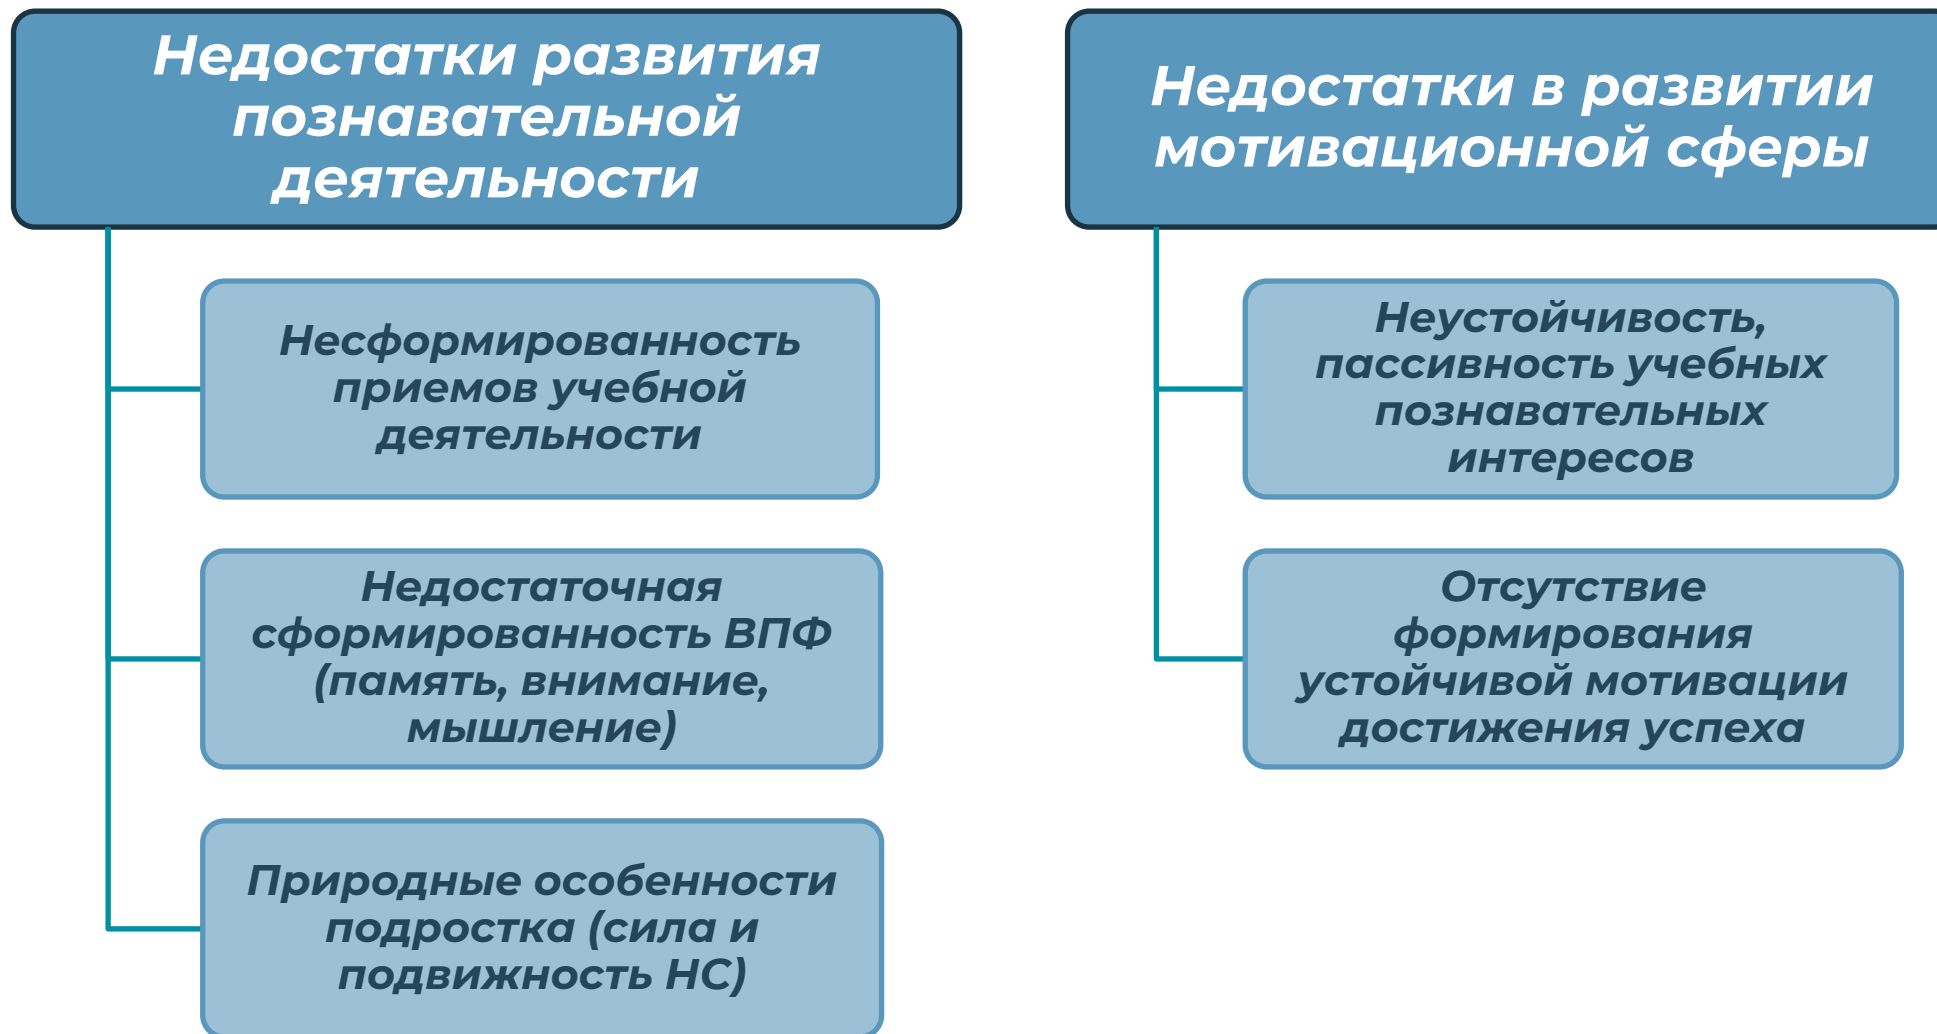 Недостатки развития
познавательной
деятельности
Несформированность
приемов учебной
деятельности
Недостаточная
сформированность ВПФ
(память, внимание,
мышление)
Природные особенности
подростка (сила и
подвижность НС)
Недостатки в развитии
мотивационной сферы
Неустойчивость,
пассивность учебных
познавательных
интересов
Отсутствие
формирования
устойчивой мотивации
достижения успеха